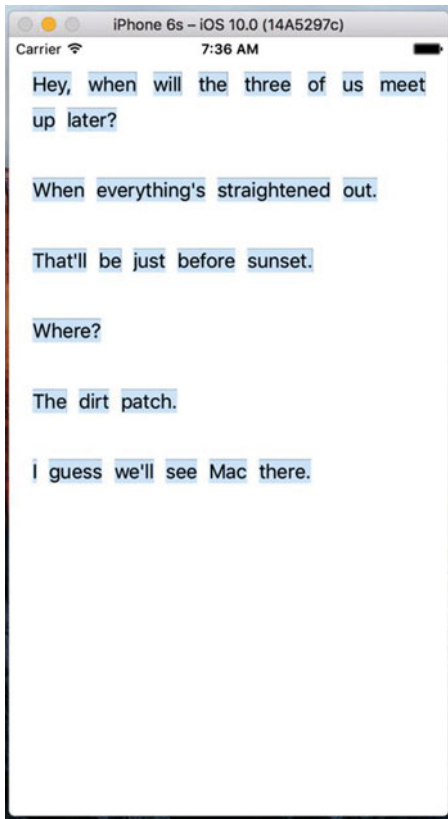 iPhone 6s – iOS 10.0 (14A5297c)
Carrier 7:36 AM
Hey, when will the three of us meet
up later?
When everything's straightened out.
That'll be just before sunset.
Where?
The dirt patch.
I guess we'll see Mac there.